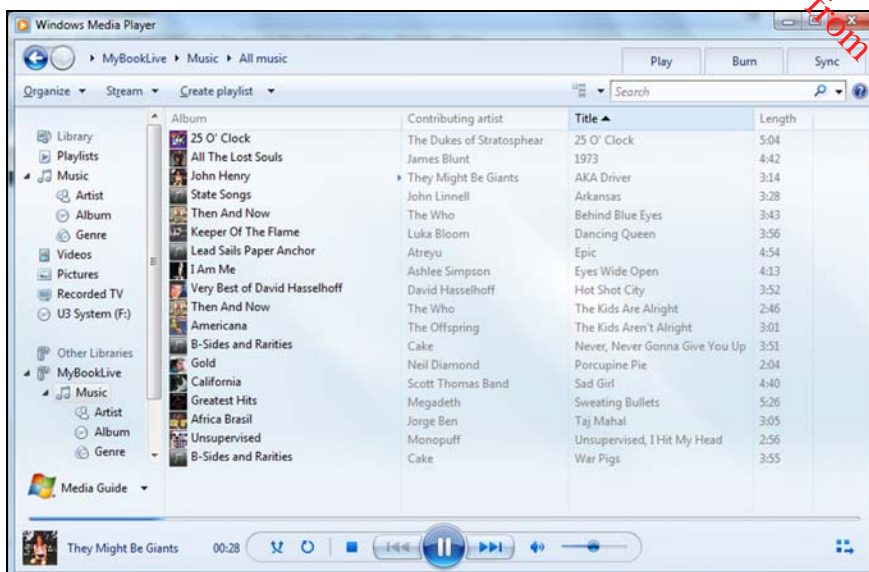 Windows Media Player
from
MyBookLive Music All music
Play Burn Sync
Organize Stream Create playlist Search
Album Contributing artist Title Length
25 O' Clock The Dukes of Stratosphear 25 O' Clock 5:04
All The Lost Souls James Blunt 1973 4:42
John Henry They Might Be Giants AKA Driver 3:14
State Songs John Linnell Arkansas 3:28
Then And Now The Who Behind Blue Eyes 3:43
Keeper Of The Flame Luka Bloom Dancing Queen 3:56
Lead Sails Paper Anchor Atreyu Epic 4:54
I Am Me Ashlee Simpson Eyes Wide Open 4:13
Very Best of David Hasselhoff David Hasselhoff Hot Shot City 3:52
Then And Now The Who The Kids Are Alright 2:46
Americana The Offspring The Kids Aren't Alright 3:01
B-Sides and Rarities Cake Never, Never Gonna Give You Up 3:51
Gold Neil Diamond Porcupine Pie 2:04
California Scott Thomas Band Sad Girl 4:40
Greatest Hits Megadeth Sweating Bullets 5:26
Africa Brasil Jorge Ben Taj Mahal 3:05
Unsupervised Monopuff Unsupervised, I Hit My Head 2:56
B-Sides and Rarities Cake War Pigs 3:55
Library
Playlists
Music
Artist
Album
Genre
Videos
Pictures
Recorded TV
U3 System (F:)
Other Libraries
MyBookLive
Music
Artist
Album
Genre
Media Guide
They Might Be Giants 00:28